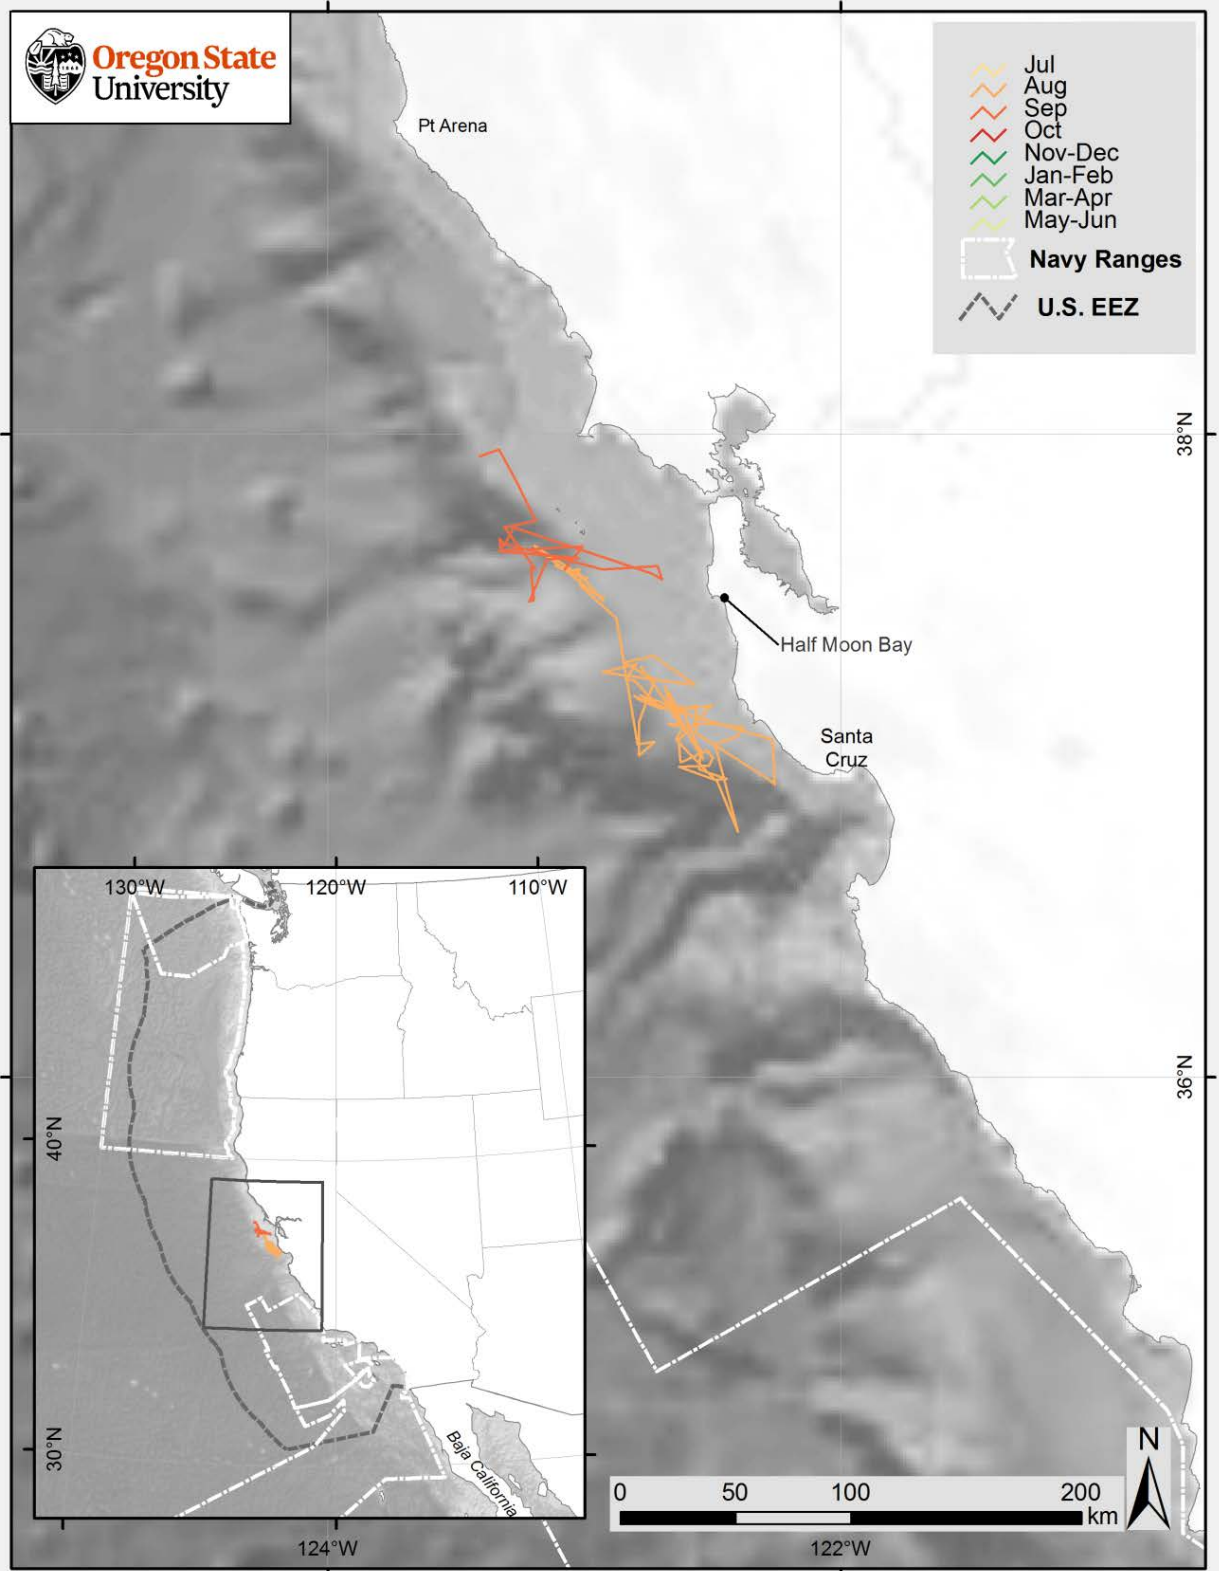 Oregon State
University
Pt Arena
Jul
Aug
Sep
Oct
Nov-Dec
Jan-Feb
Mar-Apr
May-Jun
Navy Ranges
U.S. EEZ
38°N
Half Moon Bay
Santa
Cruz
130°W
120°W
110°W
36°N
40°N
30°N
Baja California
N
0
50
100
200
km
124°W
122°W